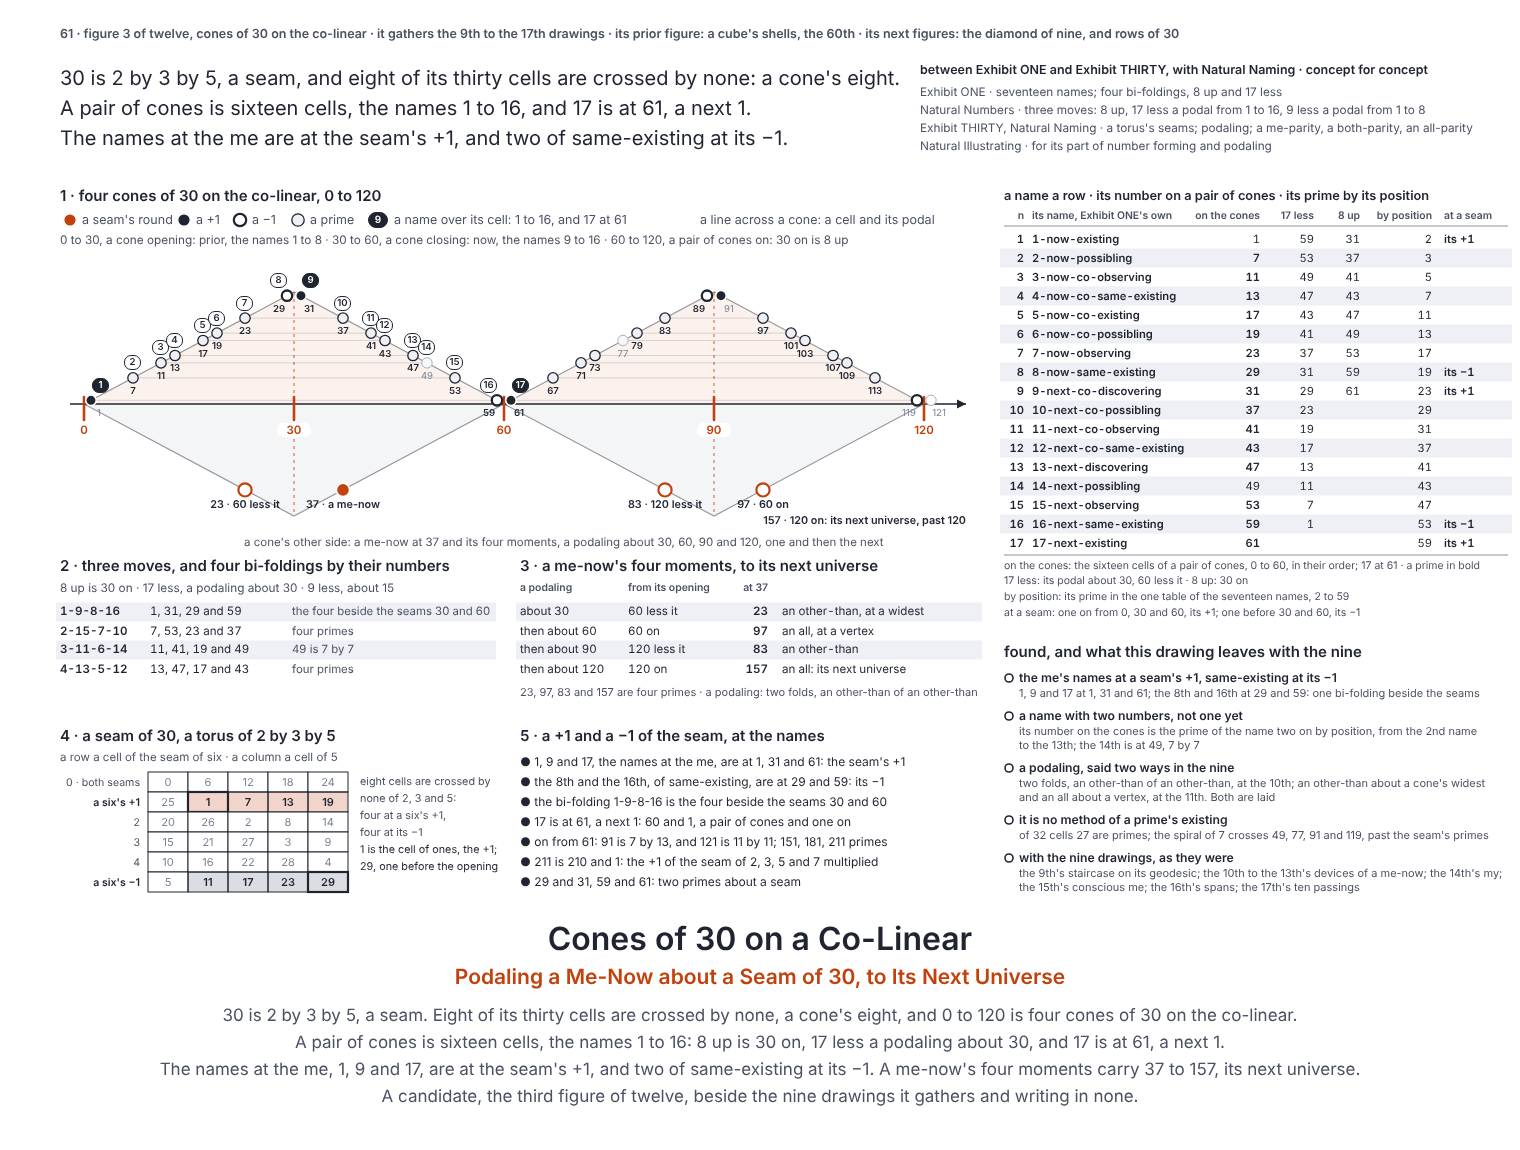 61 · figure 3 of twelve, cones of 30 on the co-linear · it gathers the 9th to the 17th drawings · its prior figure: a cube's shells, the 60th · its next figures: the diamond of nine, and rows of 30
30 is 2 by 3 by 5, a seam, and eight of its thirty cells are crossed by none: a cone's eight.
A pair of cones is sixteen cells, the names 1 to 16, and 17 is at 61, a next 1.
The names at the me are at the seam's +1, and two of same-existing at its −1.
between Exhibit ONE and Exhibit THIRTY, with Natural Naming · concept for concept
Exhibit ONE · seventeen names; four bi-foldings, 8 up and 17 less
Natural Numbers · three moves: 8 up, 17 less a podal from 1 to 16, 9 less a podal from 1 to 8
Exhibit THIRTY, Natural Naming · a torus's seams; podaling; a me-parity, a both-parity, an all-parity
Natural Illustrating · for its part of number forming and podaling
1 · four cones of 30 on the co-linear, 0 to 120
a seam's round a +1 a −1 a prime 9 a name over its cell: 1 to 16, and 17 at 61 a line across a cone: a cell and its podal
0 to 30, a cone opening: prior, the names 1 to 8 · 30 to 60, a cone closing: now, the names 9 to 16 · 60 to 120, a pair of cones on: 30 on is 8 up
8 9
29 31 89 91
7 10
23 37 83 97
5 6 11 12
17 19 41 43 77 79 101 103
3 4 13 14
11 13 47 49 71 73 107 109
2 15
7 53 67 113
1 16 17
1 59 61 119 121
0 30 60 90 120
23 · 60 less it 37 · a me-now 83 · 120 less it 97 · 60 on
157 · 120 on: its next universe, past 120
a cone's other side: a me-now at 37 and its four moments, a podaling about 30, 60, 90 and 120, one and then the next
a name a row · its number on a pair of cones · its prime by its position
n its name, Exhibit ONE's own on the cones 17 less 8 up by position at a seam
1 1-now-existing 1 59 31 2 its +1
2 2-now-possibling 7 53 37 3
3 3-now-co-observing 11 49 41 5
4 4-now-co-same-existing 13 47 43 7
5 5-now-co-existing 17 43 47 11
6 6-now-co-possibling 19 41 49 13
7 7-now-observing 23 37 53 17
8 8-now-same-existing 29 31 59 19 its −1
9 9-next-co-discovering 31 29 61 23 its +1
10 10-next-co-possibling 37 23 29
11 11-next-co-observing 41 19 31
12 12-next-co-same-existing 43 17 37
13 13-next-discovering 47 13 41
14 14-next-possibling 49 11 43
15 15-next-observing 53 7 47
16 16-next-same-existing 59 1 53 its −1
17 17-next-existing 61 59 its +1
on the cones: the sixteen cells of a pair of cones, 0 to 60, in their order; 17 at 61 · a prime in bold
17 less: its podal about 30, 60 less it · 8 up: 30 on
by position: its prime in the one table of the seventeen names, 2 to 59
at a seam: one on from 0, 30 and 60, its +1; one before 30 and 60, its −1
2 · three moves, and four bi-foldings by their numbers
8 up is 30 on · 17 less, a podaling about 30 · 9 less, about 15
1-9-8-16 1, 31, 29 and 59 the four beside the seams 30 and 60
2-15-7-10 7, 53, 23 and 37 four primes
3-11-6-14 11, 41, 19 and 49 49 is 7 by 7
4-13-5-12 13, 47, 17 and 43 four primes
3 · a me-now's four moments, to its next universe
a podaling from its opening at 37
about 30 60 less it 23 an other-than, at a widest
then about 60 60 on 97 an all, at a vertex
then about 90 120 less it 83 an other-than
then about 120 120 on 157 an all: its next universe
23, 97, 83 and 157 are four primes · a podaling: two folds, an other-than of an other-than
4 · a seam of 30, a torus of 2 by 3 by 5
a row a cell of the seam of six · a column a cell of 5
0 · both seams 0 6 12 18 24
a six's +1 25 1 7 13 19
2 20 26 2 8 14
3 15 21 27 3 9
4 10 16 22 28 4
a six's −1 5 11 17 23 29
eight cells are crossed by
none of 2, 3 and 5:
four at a six's +1,
four at its −1
1 is the cell of ones, the +1;
29, one before the opening
5 · a +1 and a −1 of the seam, at the names
1, 9 and 17, the names at the me, are at 1, 31 and 61: the seam's +1
the 8th and the 16th, of same-existing, are at 29 and 59: its −1
the bi-folding 1-9-8-16 is the four beside the seams 30 and 60
17 is at 61, a next 1: 60 and 1, a pair of cones and one on
on from 61: 91 is 7 by 13, and 121 is 11 by 11; 151, 181, 211 primes
211 is 210 and 1: the +1 of the seam of 2, 3, 5 and 7 multiplied
29 and 31, 59 and 61: two primes about a seam
found, and what this drawing leaves with the nine
the me's names at a seam's +1, same-existing at its −1
1, 9 and 17 at 1, 31 and 61; the 8th and 16th at 29 and 59: one bi-folding beside the seams
a name with two numbers, not one yet
its number on the cones is the prime of the name two on by position, from the 2nd name
to the 13th; the 14th is at 49, 7 by 7
a podaling, said two ways in the nine
two folds, an other-than of an other-than, at the 10th; an other-than about a cone's widest
and an all about a vertex, at the 11th. Both are laid
it is no method of a prime's existing
of 32 cells 27 are primes; the spiral of 7 crosses 49, 77, 91 and 119, past the seam's primes
with the nine drawings, as they were
the 9th's staircase on its geodesic; the 10th to the 13th's devices of a me-now; the 14th's my;
the 15th's conscious me; the 16th's spans; the 17th's ten passings
Cones of 30 on a Co-Linear
Podaling a Me-Now about a Seam of 30, to Its Next Universe
30 is 2 by 3 by 5, a seam. Eight of its thirty cells are crossed by none, a cone's eight, and 0 to 120 is four cones of 30 on the co-linear.
A pair of cones is sixteen cells, the names 1 to 16: 8 up is 30 on, 17 less a podaling about 30, and 17 is at 61, a next 1.
The names at the me, 1, 9 and 17, are at the seam's +1, and two of same-existing at its −1. A me-now's four moments carry 37 to 157, its next universe.
A candidate, the third figure of twelve, beside the nine drawings it gathers and writing in none.